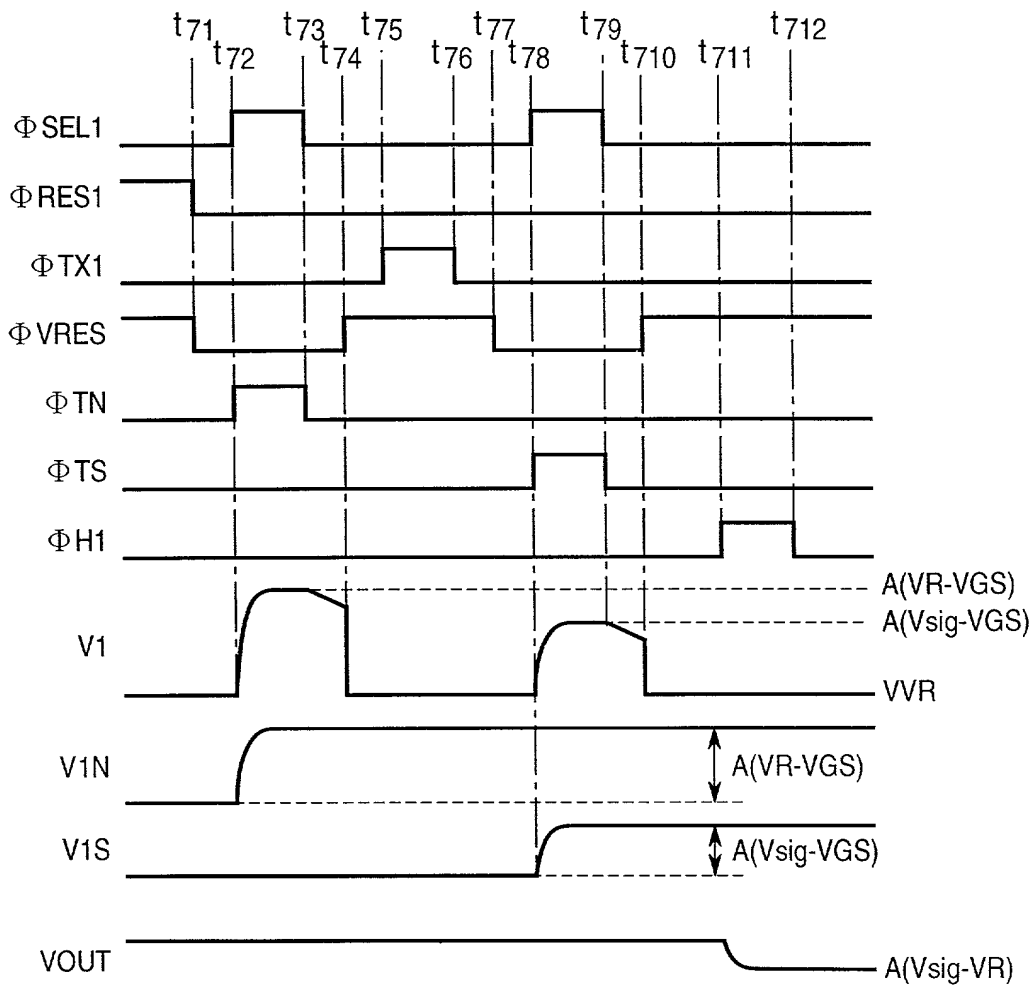 t71 t73 t75 t77 t79 t712
t72 t74 t76 t78 t710 t711
ΦSEL1
ΦRES1
ΦTX1
ΦVRES
ΦTN
ΦTS
ΦH1
A(VR-VGS)
A(Vsig-VGS)
V1
VVR
V1N
A(VR-VGS)
V1S
A(Vsig-VGS)
VOUT
A(Vsig-VR)